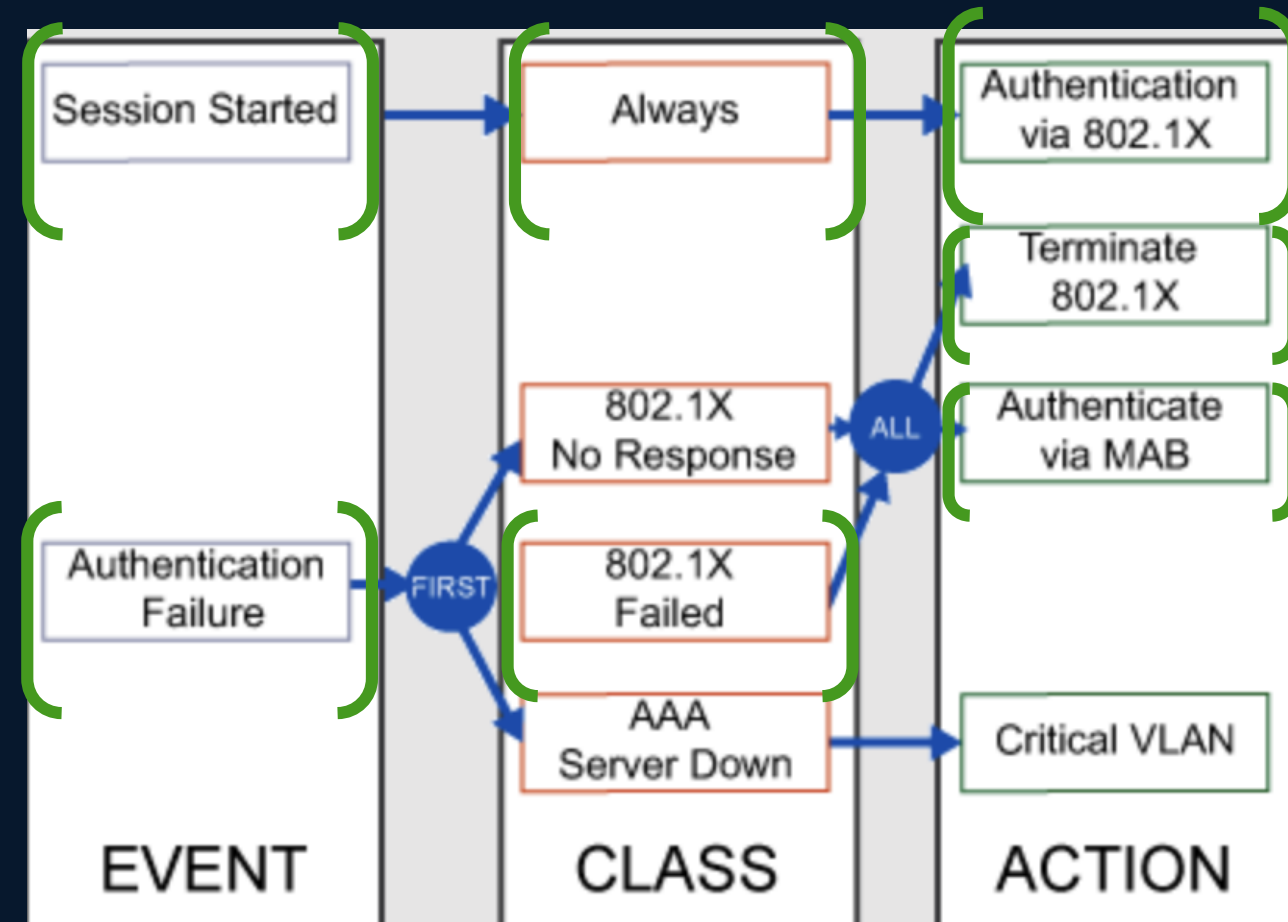 Session Started
Always
Authentication
via 802.1X
Terminate
802.1X
802.1X
No Response
ALL
Authenticate
via MAB
Authentication
Failure
FIRST
802.1X
Failed
AAA
Server Down
Critical VLAN
EVENT
CLASS
ACTION